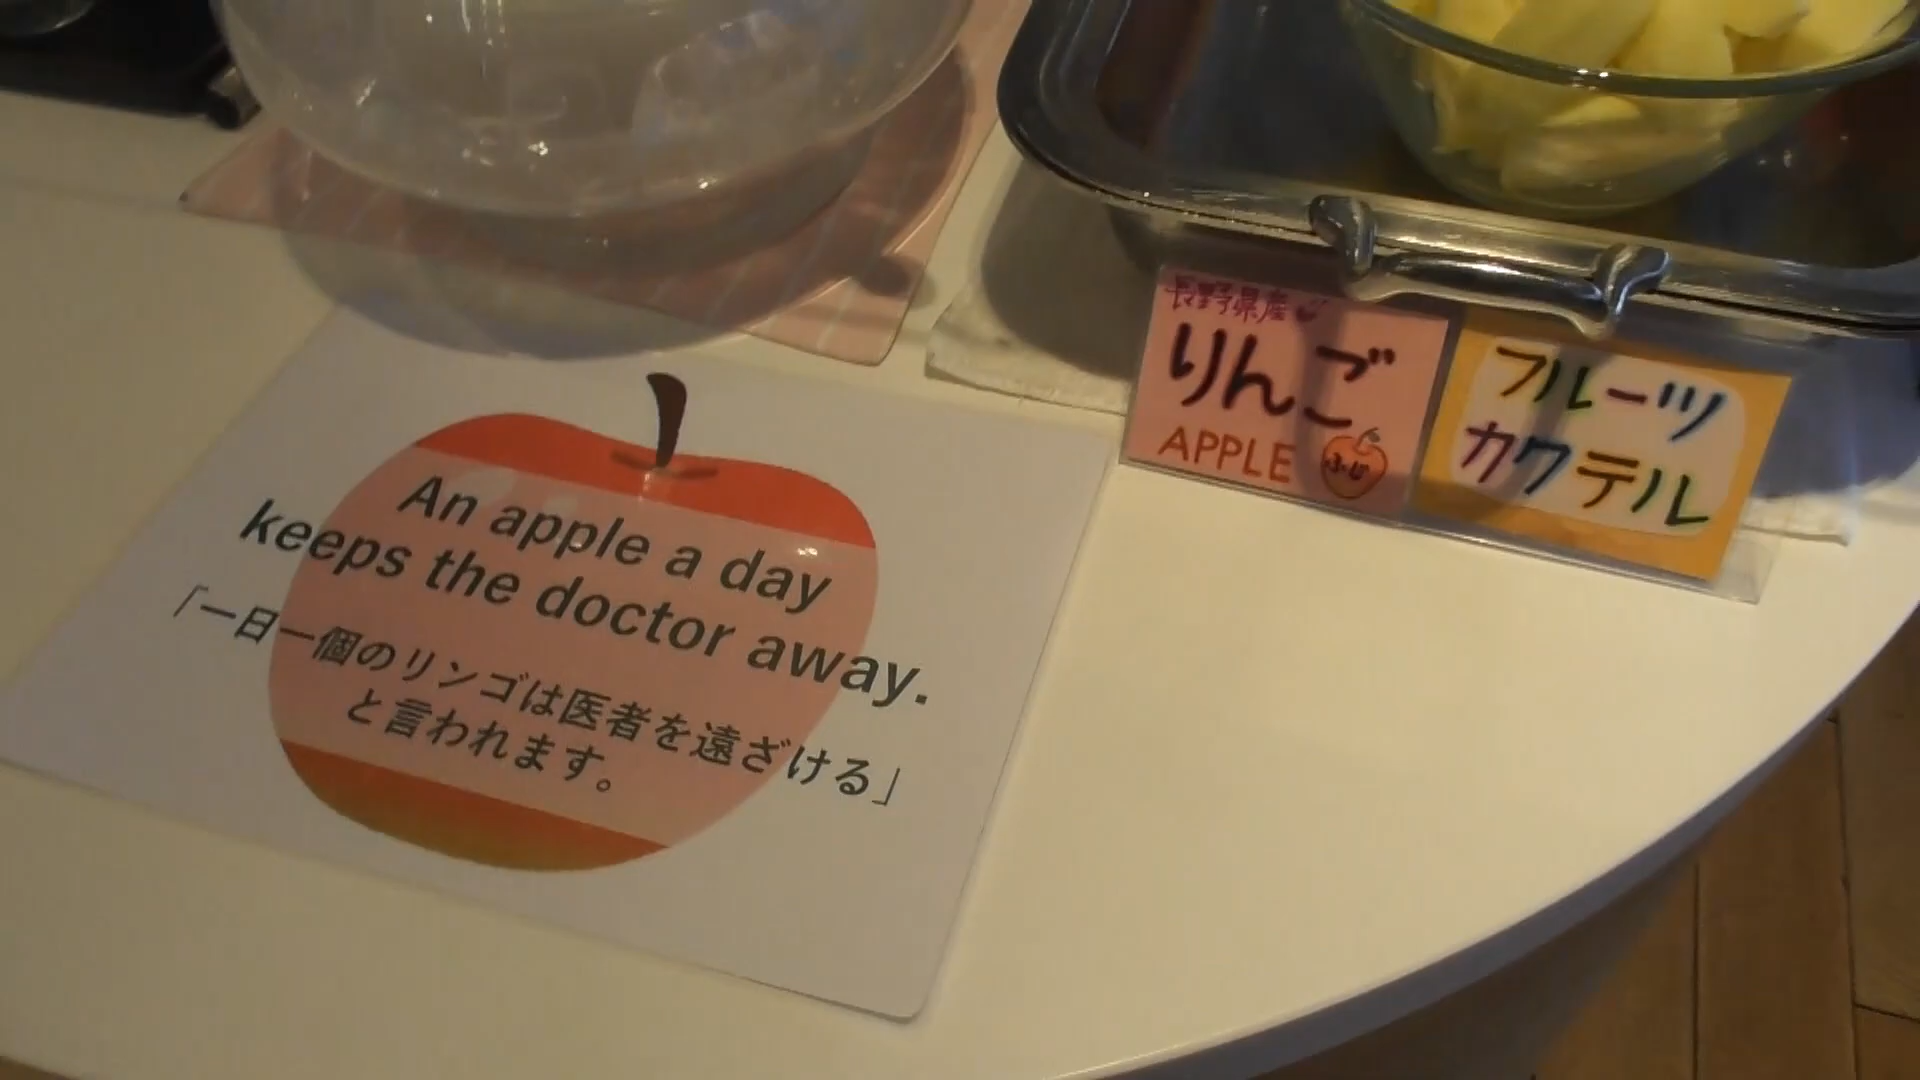 An apple a day
keeps the doctor away.
「一日一個のリンゴは医者を遠ざける」
と言われます。
長野県産
りんご
APPLE
ふじ
フルーツ
カクテル